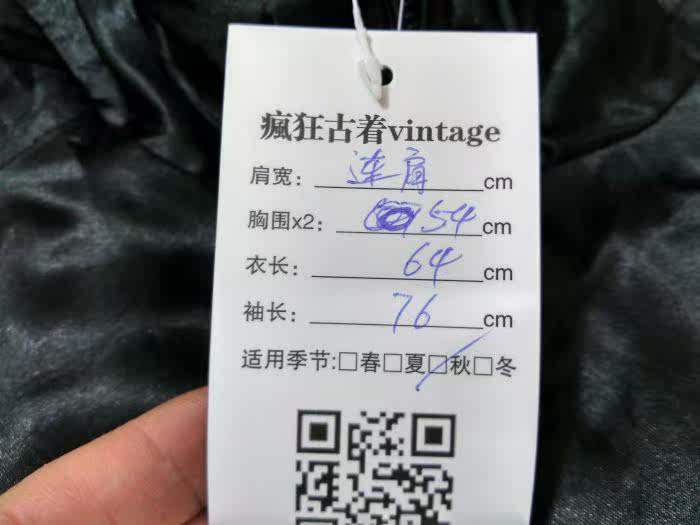 瘋狂古着vintage
肩宽：连肩cm
胸围x2：54cm
衣长：64cm
袖长：76cm
适用季节:□春□夏□秋□冬